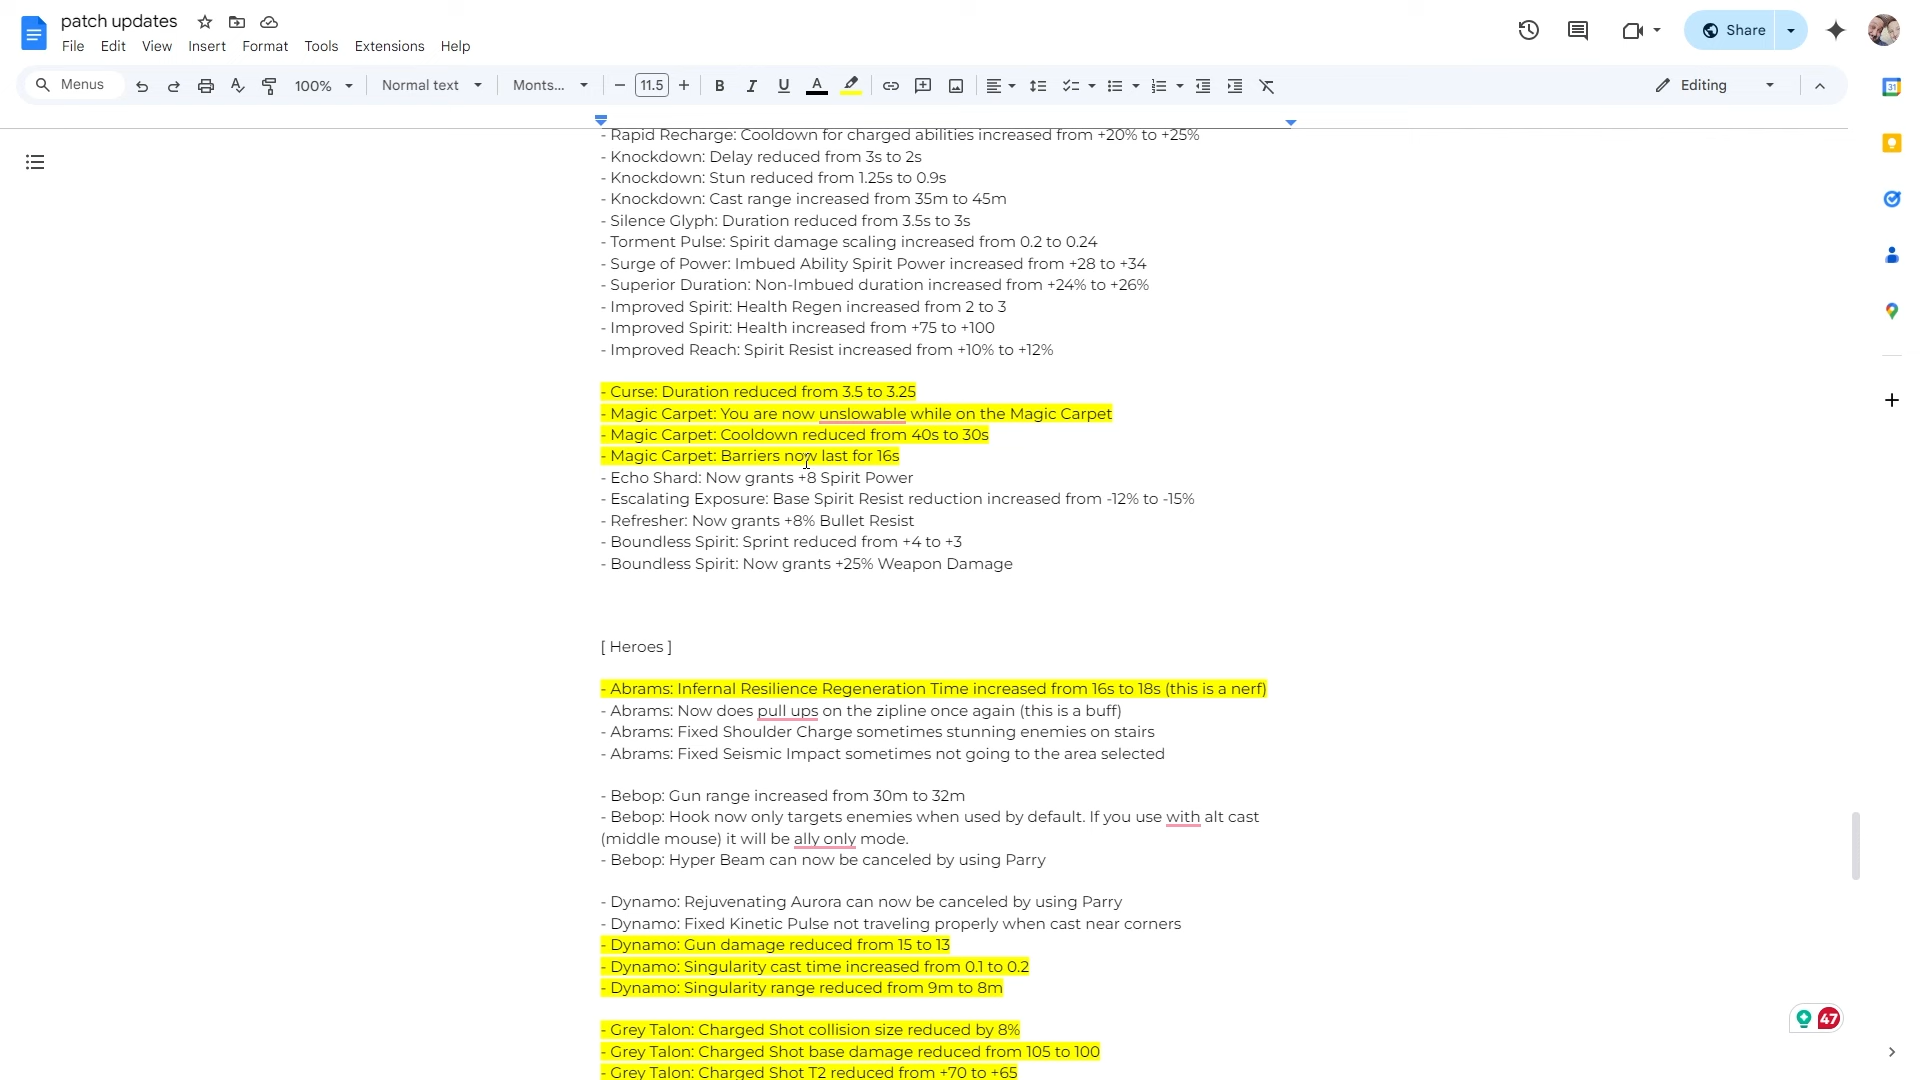 patch updates
File Edit View Insert Format Tools Extensions Help
Share
Menus 100% Normal text Monts... 11.5 Editing
31
- Rapid Recharge: Cooldown for charged abilities increased from +20% to +25%
- Knockdown: Delay reduced from 3s to 2s
- Knockdown: Stun reduced from 1.25s to 0.9s
- Knockdown: Cast range increased from 35m to 45m
- Silence Glyph: Duration reduced from 3.5s to 3s
- Torment Pulse: Spirit damage scaling increased from 0.2 to 0.24
- Surge of Power: Imbued Ability Spirit Power increased from +28 to +34
- Superior Duration: Non-Imbued duration increased from +24% to +26%
- Improved Spirit: Health Regen increased from 2 to 3
- Improved Spirit: Health increased from +75 to +100
- Improved Reach: Spirit Resist increased from +10% to +12%
- Curse: Duration reduced from 3.5 to 3.25
- Magic Carpet: You are now unslowable while on the Magic Carpet
- Magic Carpet: Cooldown reduced from 40s to 30s
- Magic Carpet: Barriers now last for 16s
- Echo Shard: Now grants +8 Spirit Power
- Escalating Exposure: Base Spirit Resist reduction increased from -12% to -15%
- Refresher: Now grants +8% Bullet Resist
- Boundless Spirit: Sprint reduced from +4 to +3
- Boundless Spirit: Now grants +25% Weapon Damage
[ Heroes ]
- Abrams: Infernal Resilience Regeneration Time increased from 16s to 18s (this is a nerf)
- Abrams: Now does pull ups on the zipline once again (this is a buff)
- Abrams: Fixed Shoulder Charge sometimes stunning enemies on stairs
- Abrams: Fixed Seismic Impact sometimes not going to the area selected
- Bebop: Gun range increased from 30m to 32m
- Bebop: Hook now only targets enemies when used by default. If you use with alt cast
(middle mouse) it will be ally only mode.
- Bebop: Hyper Beam can now be canceled by using Parry
- Dynamo: Rejuvenating Aurora can now be canceled by using Parry
- Dynamo: Fixed Kinetic Pulse not traveling properly when cast near corners
- Dynamo: Gun damage reduced from 15 to 13
- Dynamo: Singularity cast time increased from 0.1 to 0.2
- Dynamo: Singularity range reduced from 9m to 8m
- Grey Talon: Charged Shot collision size reduced by 8%
- Grey Talon: Charged Shot base damage reduced from 105 to 100
- Grey Talon: Charged Shot T2 reduced from +70 to +65
47